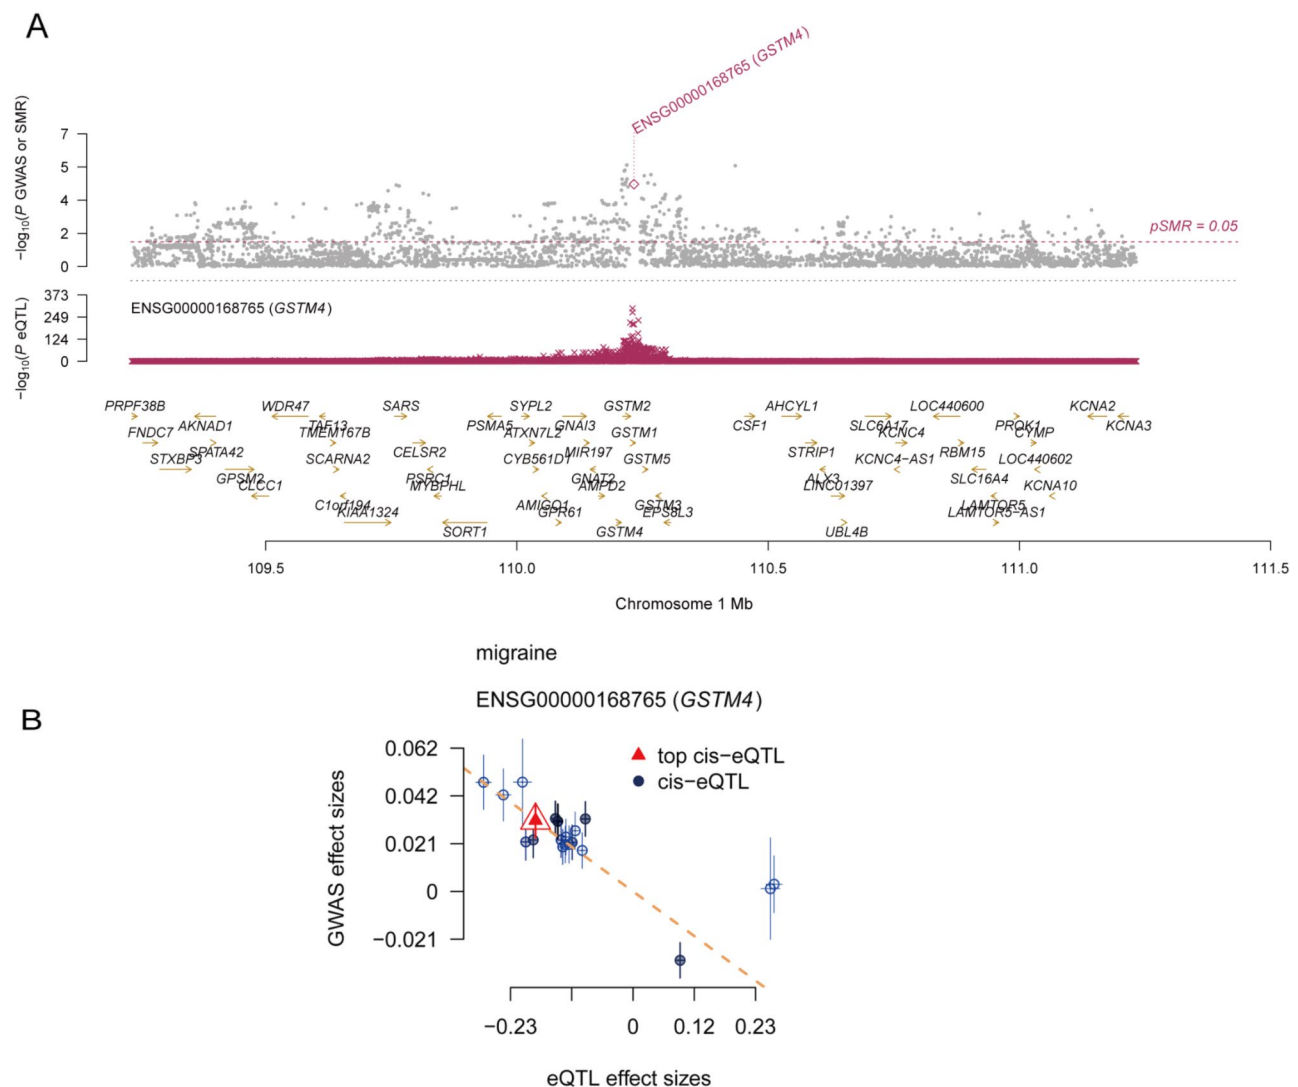 A
ENSG00000168765 (GSTM4)
−log10(P GWAS or SMR)
7
5
4
2
0
pSMR = 0.05
−log10(P eQTL)
373
249
124
0
ENSG00000168765 (GSTM4)
PRPF38B WDR47 SARS SYPL2 GSTM2 AHCYL1 LOC440600 KCNA2
AKNAD1 TAF13 PSMA5 GNAI3 CSF1 SLC6A17 PROK1 KCNA3
FNDC7 TMEM167B ATXN7L2 GSTM1 KCNC4 CYMP
SPATA42 CELSR2 MIR197 STRIP1 RBM15
STXBP3 SCARNA2 CYB561D1 GSTM5 KCNC4−AS1 LOC440602
GPSM2 PSRC1 GNAT2 ALX3 SLC16A4
CLCC1 MYBPHL AMPD2 LINC01397 KCNA10
C1orf194 AMIGO1 GSTM3 LAMTOR5
KIAA1324 GPR61 EPS8L3 LAMTOR5−AS1
SORT1 GSTM4 UBL4B
109.5 110.0 110.5 111.0 111.5
Chromosome 1 Mb
migraine
ENSG00000168765 (GSTM4)
B
GWAS effect sizes
0.062
0.042
0.021
0
−0.021
top cis−eQTL
cis−eQTL
−0.23 0 0.12 0.23
eQTL effect sizes